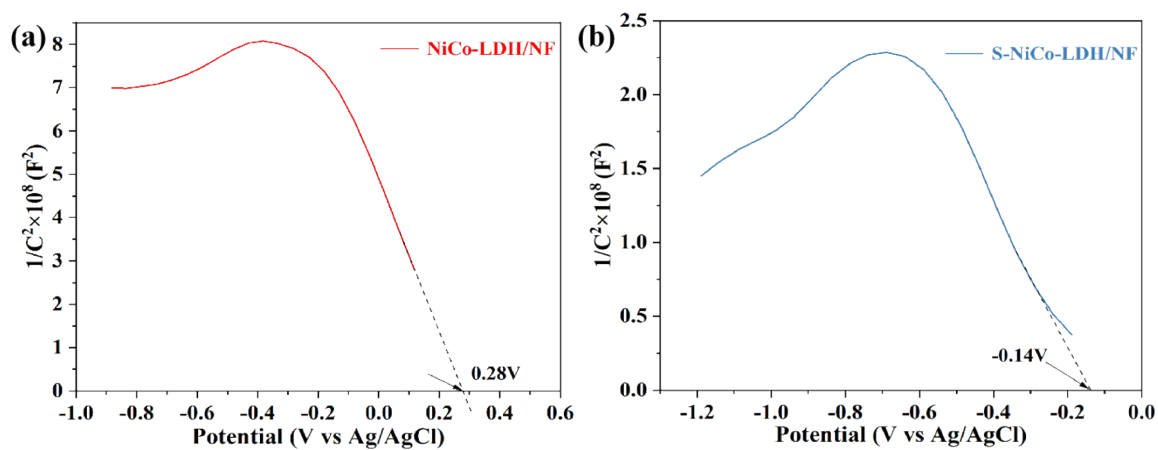 (a)
NiCo-LDH/NF
8
7
6
5
4
3
2
1
0
1/C²×10⁸ (F²)
0.28V
-1.0 -0.8 -0.6 -0.4 -0.2 0.0 0.2 0.4 0.6
Potential (V vs Ag/AgCl)
(b)
S-NiCo-LDH/NF
2.5
2.0
1.5
1.0
0.5
0.0
1/C²×10⁸ (F²)
-0.14V
-1.2 -1.0 -0.8 -0.6 -0.4 -0.2 0.0
Potential (V vs Ag/AgCl)